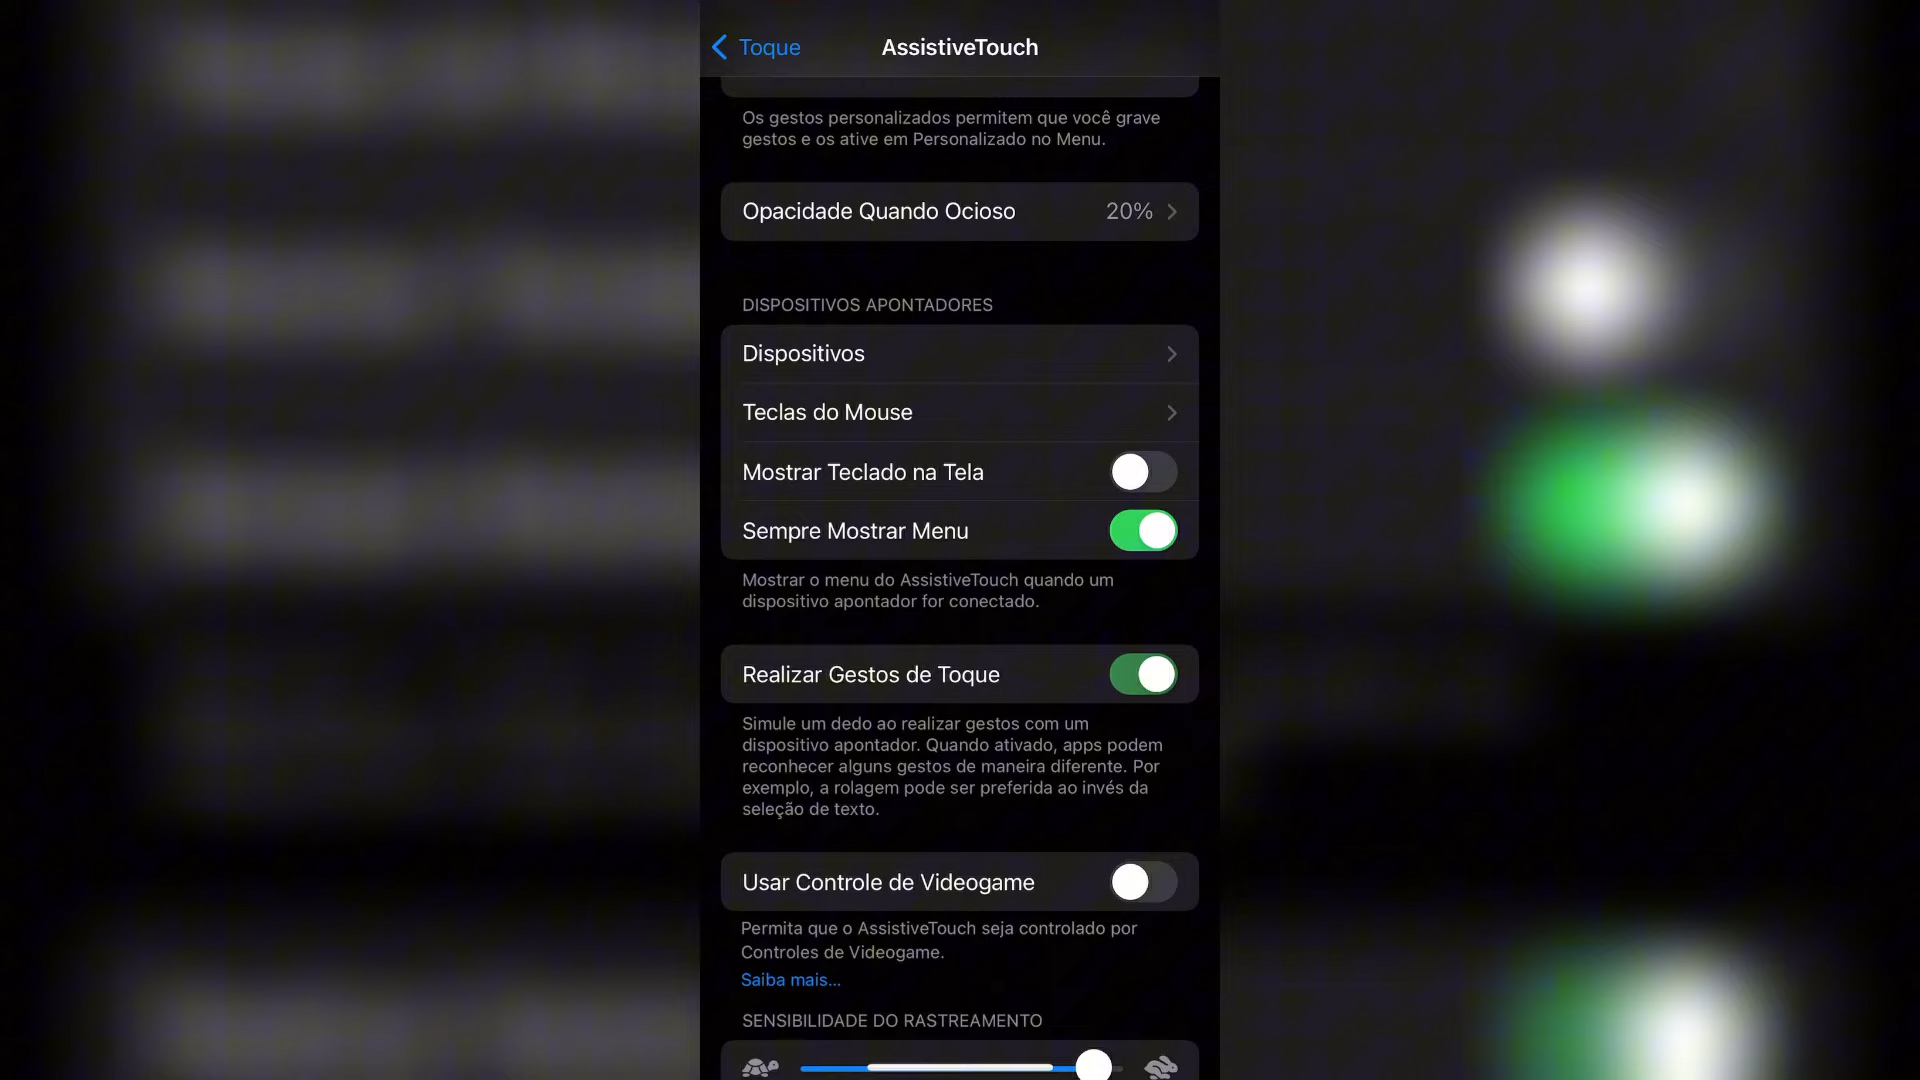 Toque
AssistiveTouch
Os gestos personalizados permitem que você grave
gestos e os ative em Personalizado no Menu.
Opacidade Quando Ocioso 20%
DISPOSITIVOS APONTADORES
Dispositivos
Teclas do Mouse
Mostrar Teclado na Tela
Sempre Mostrar Menu
Mostrar o menu do AssistiveTouch quando um
dispositivo apontador for conectado.
Realizar Gestos de Toque
Simule um dedo ao realizar gestos com um
dispositivo apontador. Quando ativado, apps podem
reconhecer alguns gestos de maneira diferente. Por
exemplo, a rolagem pode ser preferida ao invés da
seleção de texto.
Usar Controle de Videogame
Permita que o AssistiveTouch seja controlado por
Controles de Videogame.
Saiba mais...
SENSIBILIDADE DO RASTREAMENTO